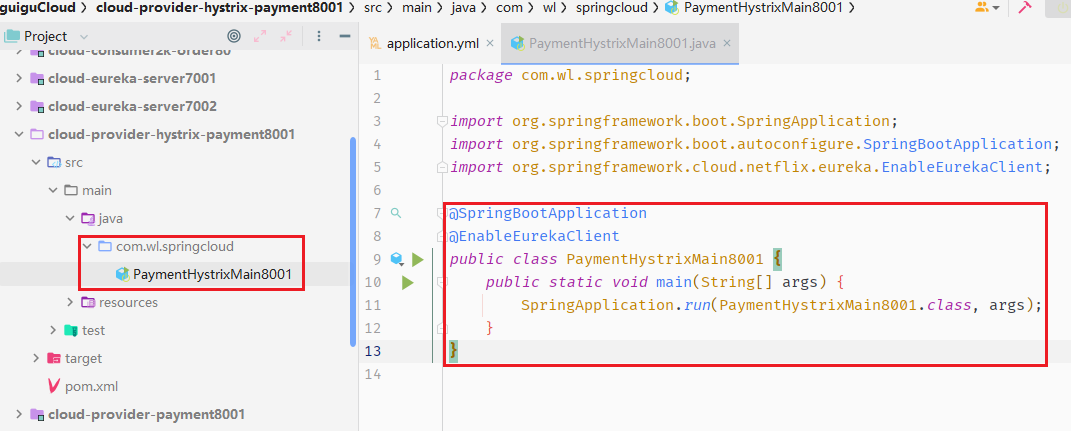 guiguCloud 〉 cloud-provider-hystrix-payment8001 〉 src 〉 main 〉 java 〉 com 〉 wl 〉 springcloud 〉 PaymentHystrixMain8001 〉
Project
application.yml ×
PaymentHystrixMain8001.java ×
cloud-consumer2k-order80
cloud-eureka-server7001
cloud-eureka-server7002
cloud-provider-hystrix-payment8001
src
main
java
com.wl.springcloud
PaymentHystrixMain8001
resources
test
target
pom.xml
cloud-provider-payment8001
1 package com.wl.springcloud;
2
3 import org.springframework.boot.SpringApplication;
4 import org.springframework.boot.autoconfigure.SpringBootApplication;
5 import org.springframework.cloud.netflix.eureka.EnableEurekaClient;
6
7 @SpringBootApplication
8 @EnableEurekaClient
9 public class PaymentHystrixMain8001 {
10 public static void main(String[] args) {
11 SpringApplication.run(PaymentHystrixMain8001.class, args);
12 }
13 }
14